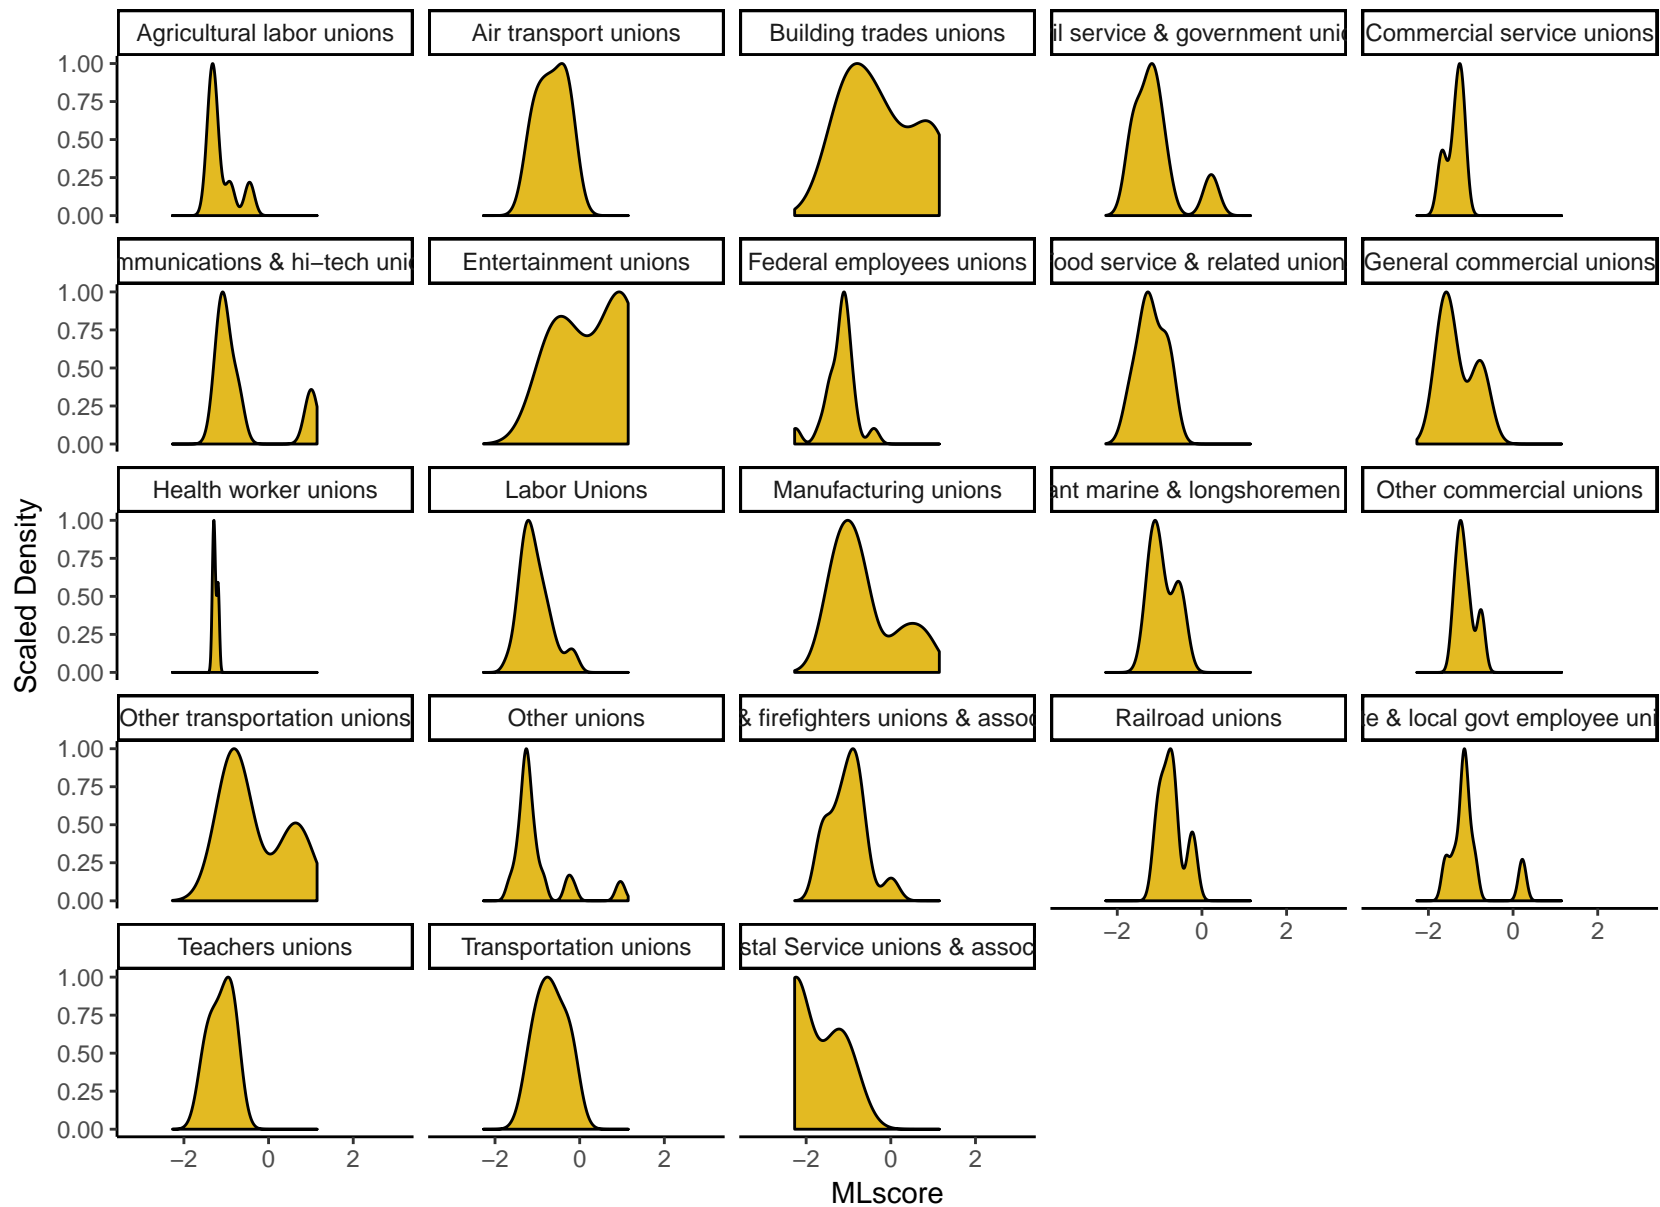 Agricultural labor unions
Air transport unions
Building trades unions
il service & government unio
Commercial service unions
1.00
0.75
0.50
0.25
0.00
mmunications & hi−tech unio
Entertainment unions
Federal employees unions
ood service & related union
General commercial unions
1.00
0.75
0.50
0.25
0.00
Health worker unions
Labor Unions
Manufacturing unions
ant marine & longshoremen
Other commercial unions
1.00
0.75
0.50
0.25
0.00
Scaled Density
Other transportation unions
Other unions
& firefighters unions & assoc
Railroad unions
e & local govt employee uni
1.00
0.75
0.50
0.25
0.00
−2 0 2
−2 0 2
Teachers unions
Transportation unions
stal Service unions & assoc
1.00
0.75
0.50
0.25
0.00
−2 0 2
−2 0 2
−2 0 2
MLscore